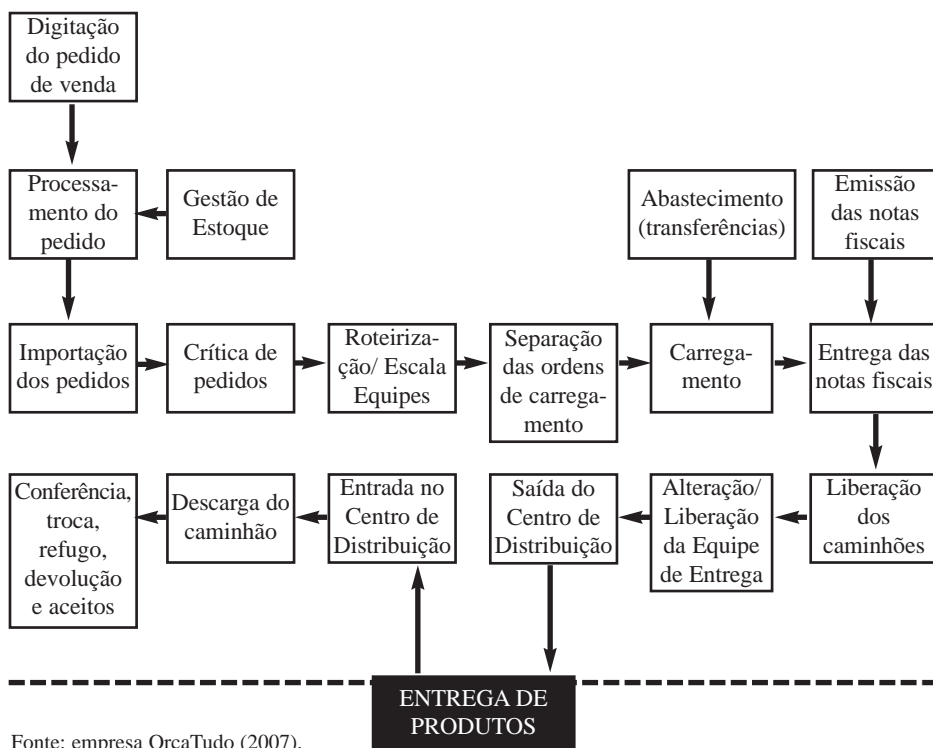 Digitação
do pedido
de venda
Processa-
mento do
pedido
Gestão de
Estoque
Abastecimento
(transferências)
Emissão
das notas
fiscais
Importação
dos pedidos
Crítica de
pedidos
Roteiriza-
ção/ Escala
Equipes
Separação
das ordens
de carrega-
mento
Carrega-
mento
Entrega das
notas fiscais
Conferência,
troca,
refugo,
devolução
e aceitos
Descarga do
caminhão
Entrada no
Centro de
Distribuição
Saída do
Centro de
Distribuição
Alteração/
Liberação
da Equipe
de Entrega
Liberação
dos
caminhões
ENTREGA DE
PRODUTOS
Fonte: empresa OrcaTudo (2007).